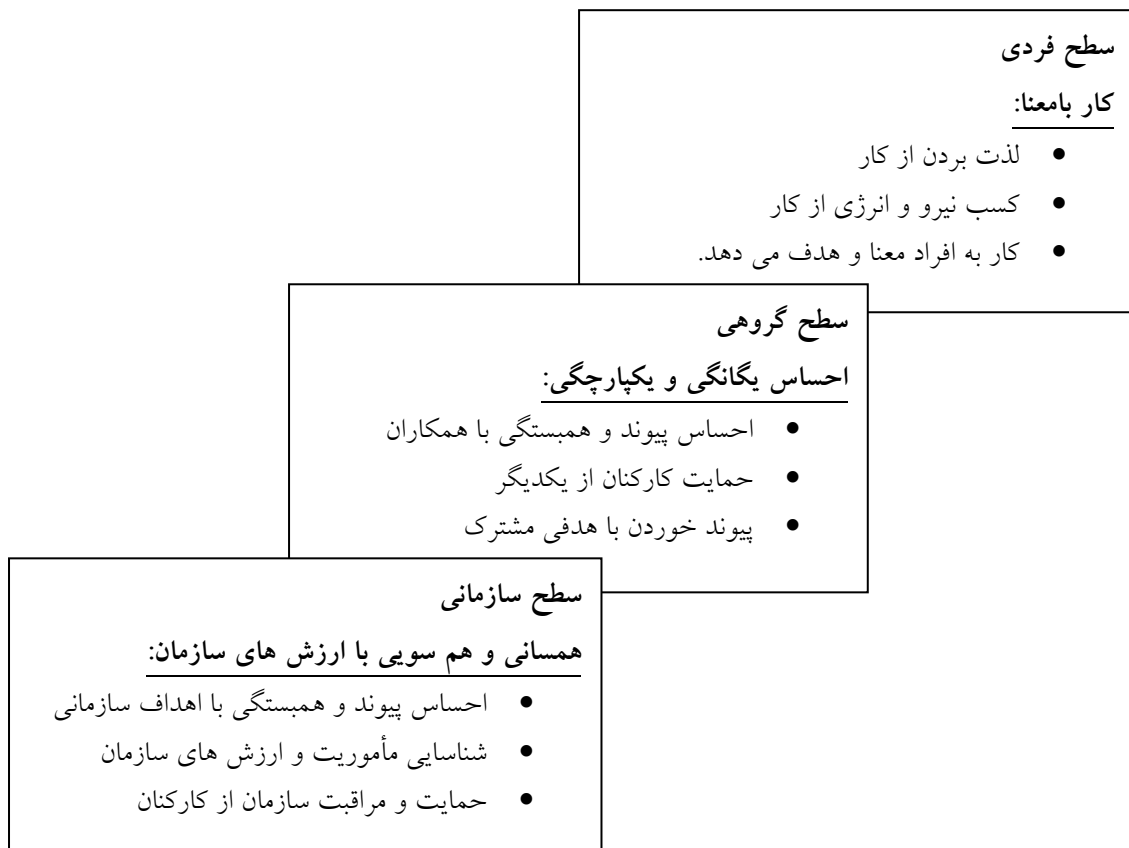 سطح فردی
کار بامعنا:
● لذت بردن از کار
● کسب نیرو و انرژی از کار
● کار به افراد معنا و هدف می دهد.
سطح گروهی
احساس یگانگی و یکپارچگی:
● احساس پیوند و همبستگی با همکاران
● حمایت کارکنان از یکدیگر
● پیوند خوردن با هدفی مشترک
سطح سازمانی
همسانی و هم سویی با ارزش های سازمان:
● احساس پیوند و همبستگی با اهداف سازمانی
● شناسایی مأموریت و ارزش های سازمان
● حمایت و مراقبت سازمان از کارکنان